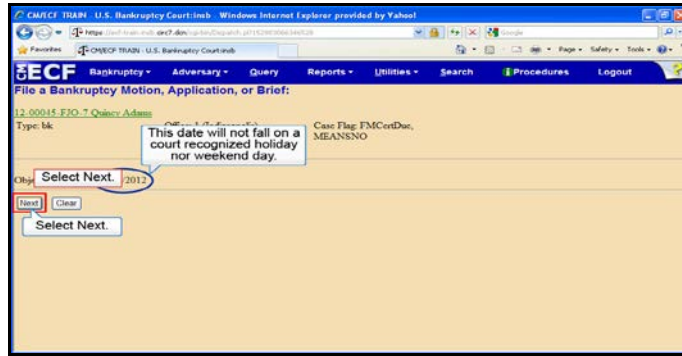 CM/ECF TRAIN - U.S. Bankruptcy Court:insb - Windows Internet Explorer provided by Yahoo!
Google
Favorites CM/ECF TRAIN - U.S. Bankruptcy Court:insb Page Safety Tools
ECF Bankruptcy Adversary Query Reports Utilities Search Procedures Logout
File a Bankruptcy Motion, Application, or Brief:
12-00045-FJO-7 Quincy Adams
Type: bk Case Flag: FMCertDue,
MEANSNO
This date will not fall on a
court recognized holiday
nor weekend day.
Select Next. /2012
Next Clear
Select Next.